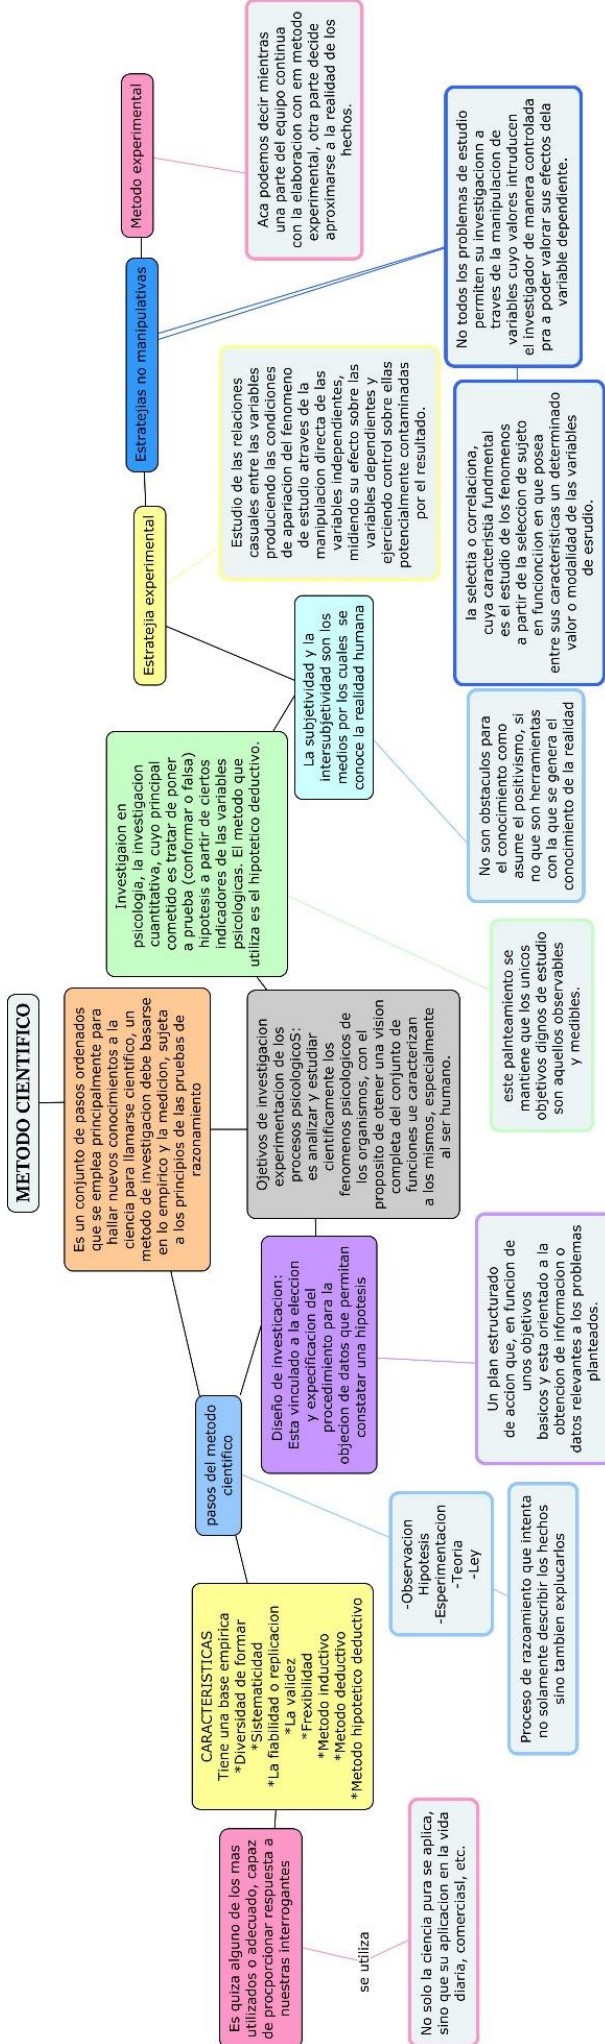 METODO CIENTIFICO
Es un conjunto de pasos ordenados
que se emplea principalmente para
hallar nuevos conocimientos a la
ciencia para llamarse cientifico, un
metodo de investigacion debe basarse
en lo empirico y la medicion, sujeta
a los principios de las pruebas de
razonamiento
Es quiza alguno de los mas
utilizados o adecuado, capaz
de procporcionar respuesta a
nuestras interrogantes
se utiliza
No solo la ciencia pura se aplica,
sino que su aplicacion en la vida
diaria, comerciasl, etc.
CARACTERISTICAS
Tiene una base empirica
*Diversidad de formar
*Sistematicidad
*La fiabilidad o replicacion
*La validez
*Frexibilidad
*Metodo inductivo
*Metodo deductivo
*Metodo hipotetico deductivo
pasos del metodo
cientifico
-Observacion
Hipotesis
-Esperimentacion
-Teoria
-Ley
Proceso de razoamiento que intenta
no solamente describir los hechos
sino tambien explucarlos
Diseño de investicacion:
Esta vinculado a la eleccion
y expecificacion del
procedimiento para la
objecion de datos que permitan
constatar una hipotesis
Un plan estructurado
de accion que, en funcion de
unos objetivos
basicos y esta orientado a la
obtencion de informacion o
datos relevantes a los problemas
planteados.
Ojetivos de investigacion
experimentacion de los
procesos psicologicoS:
es analizar y estudiar
cientificamente los
fenomenos psicologicos de
los organismos, con el
proposito de otener una vision
completa del conjunto de
funciones ue caracterizan
a los mismos, especialmente
al ser humano.
Investigaion en
psicologia, la investigacion
cuantitativa, cuyo principal
cometido es tratar de poner
a prueba (conformar o falsa)
hipotesis a partir de ciertos
indicadores de las variables
psicologicas. El metodo que
utiliza es el hipotetico deductivo.
este palnteamiento se
mantiene que los unicos
objetivos dignos de estudio
son aquellos observables
y medibles.
La subjetividad y la
intersubjetividad son los
medios por los cuales se
conoce la realidad humana
No son obstaculos para
el conocimiento como
asume el positivismo, si
no que son herramientas
con la que se genera el
conocimiento de la realidad
Estratejia experimental
Estudio de las relaciones
casuales entre las variables
produciendo las condiciones
de apariacion del fenomeno
de estudio atraves de la
manipulacion directa de las
variables independientes,
midiendo su efecto sobre las
variables dependientes y
ejerciendo control sobre ellas
potencialmente contaminadas
por el resultado.
Estratejias no manipulativas
No todos los problemas de estudio
permiten su investigacionn a
traves de la manipulacion de
variables cuyo valores intruducen
el investigador de manera controlada
pra a poder valorar sus efectos dela
variable dependiente.
la selectia o correlaciona,
cuya caracteristia fundmental
es el estudio de los fenomenos
a partir de la seleccion de sujeto
en funcionciion en que posea
entre sus caracteristicas un determinado
valor o modalidad de las variables
de esrudio.
Metodo experimental
Aca podemos decir mientras
una parte del equipo continua
con la elaboracion con em metodo
experimental, otra parte decide
aproximarse a la realidad de los
hechos.